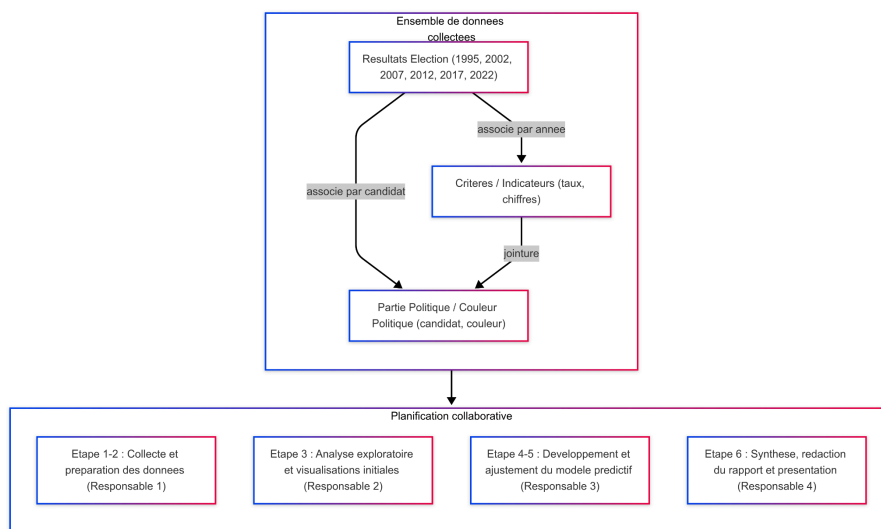 Ensemble de donnees
collectees
Resultats Election (1995, 2002,
2007, 2012, 2017, 2022)
associe par annee
Criteres / Indicateurs (taux,
chiffres)
associe par candidat
jointure
Partie Politique / Couleur
Politique (candidat, couleur)
Planification collaborative
Etape 1-2 : Collecte et
preparation des donnees
(Responsable 1)
Etape 3 : Analyse exploratoire
et visualisations initiales
(Responsable 2)
Etape 4-5 : Developpement et
ajustement du modele predictif
(Responsable 3)
Etape 6 : Synthese, redaction
du rapport et presentation
(Responsable 4)